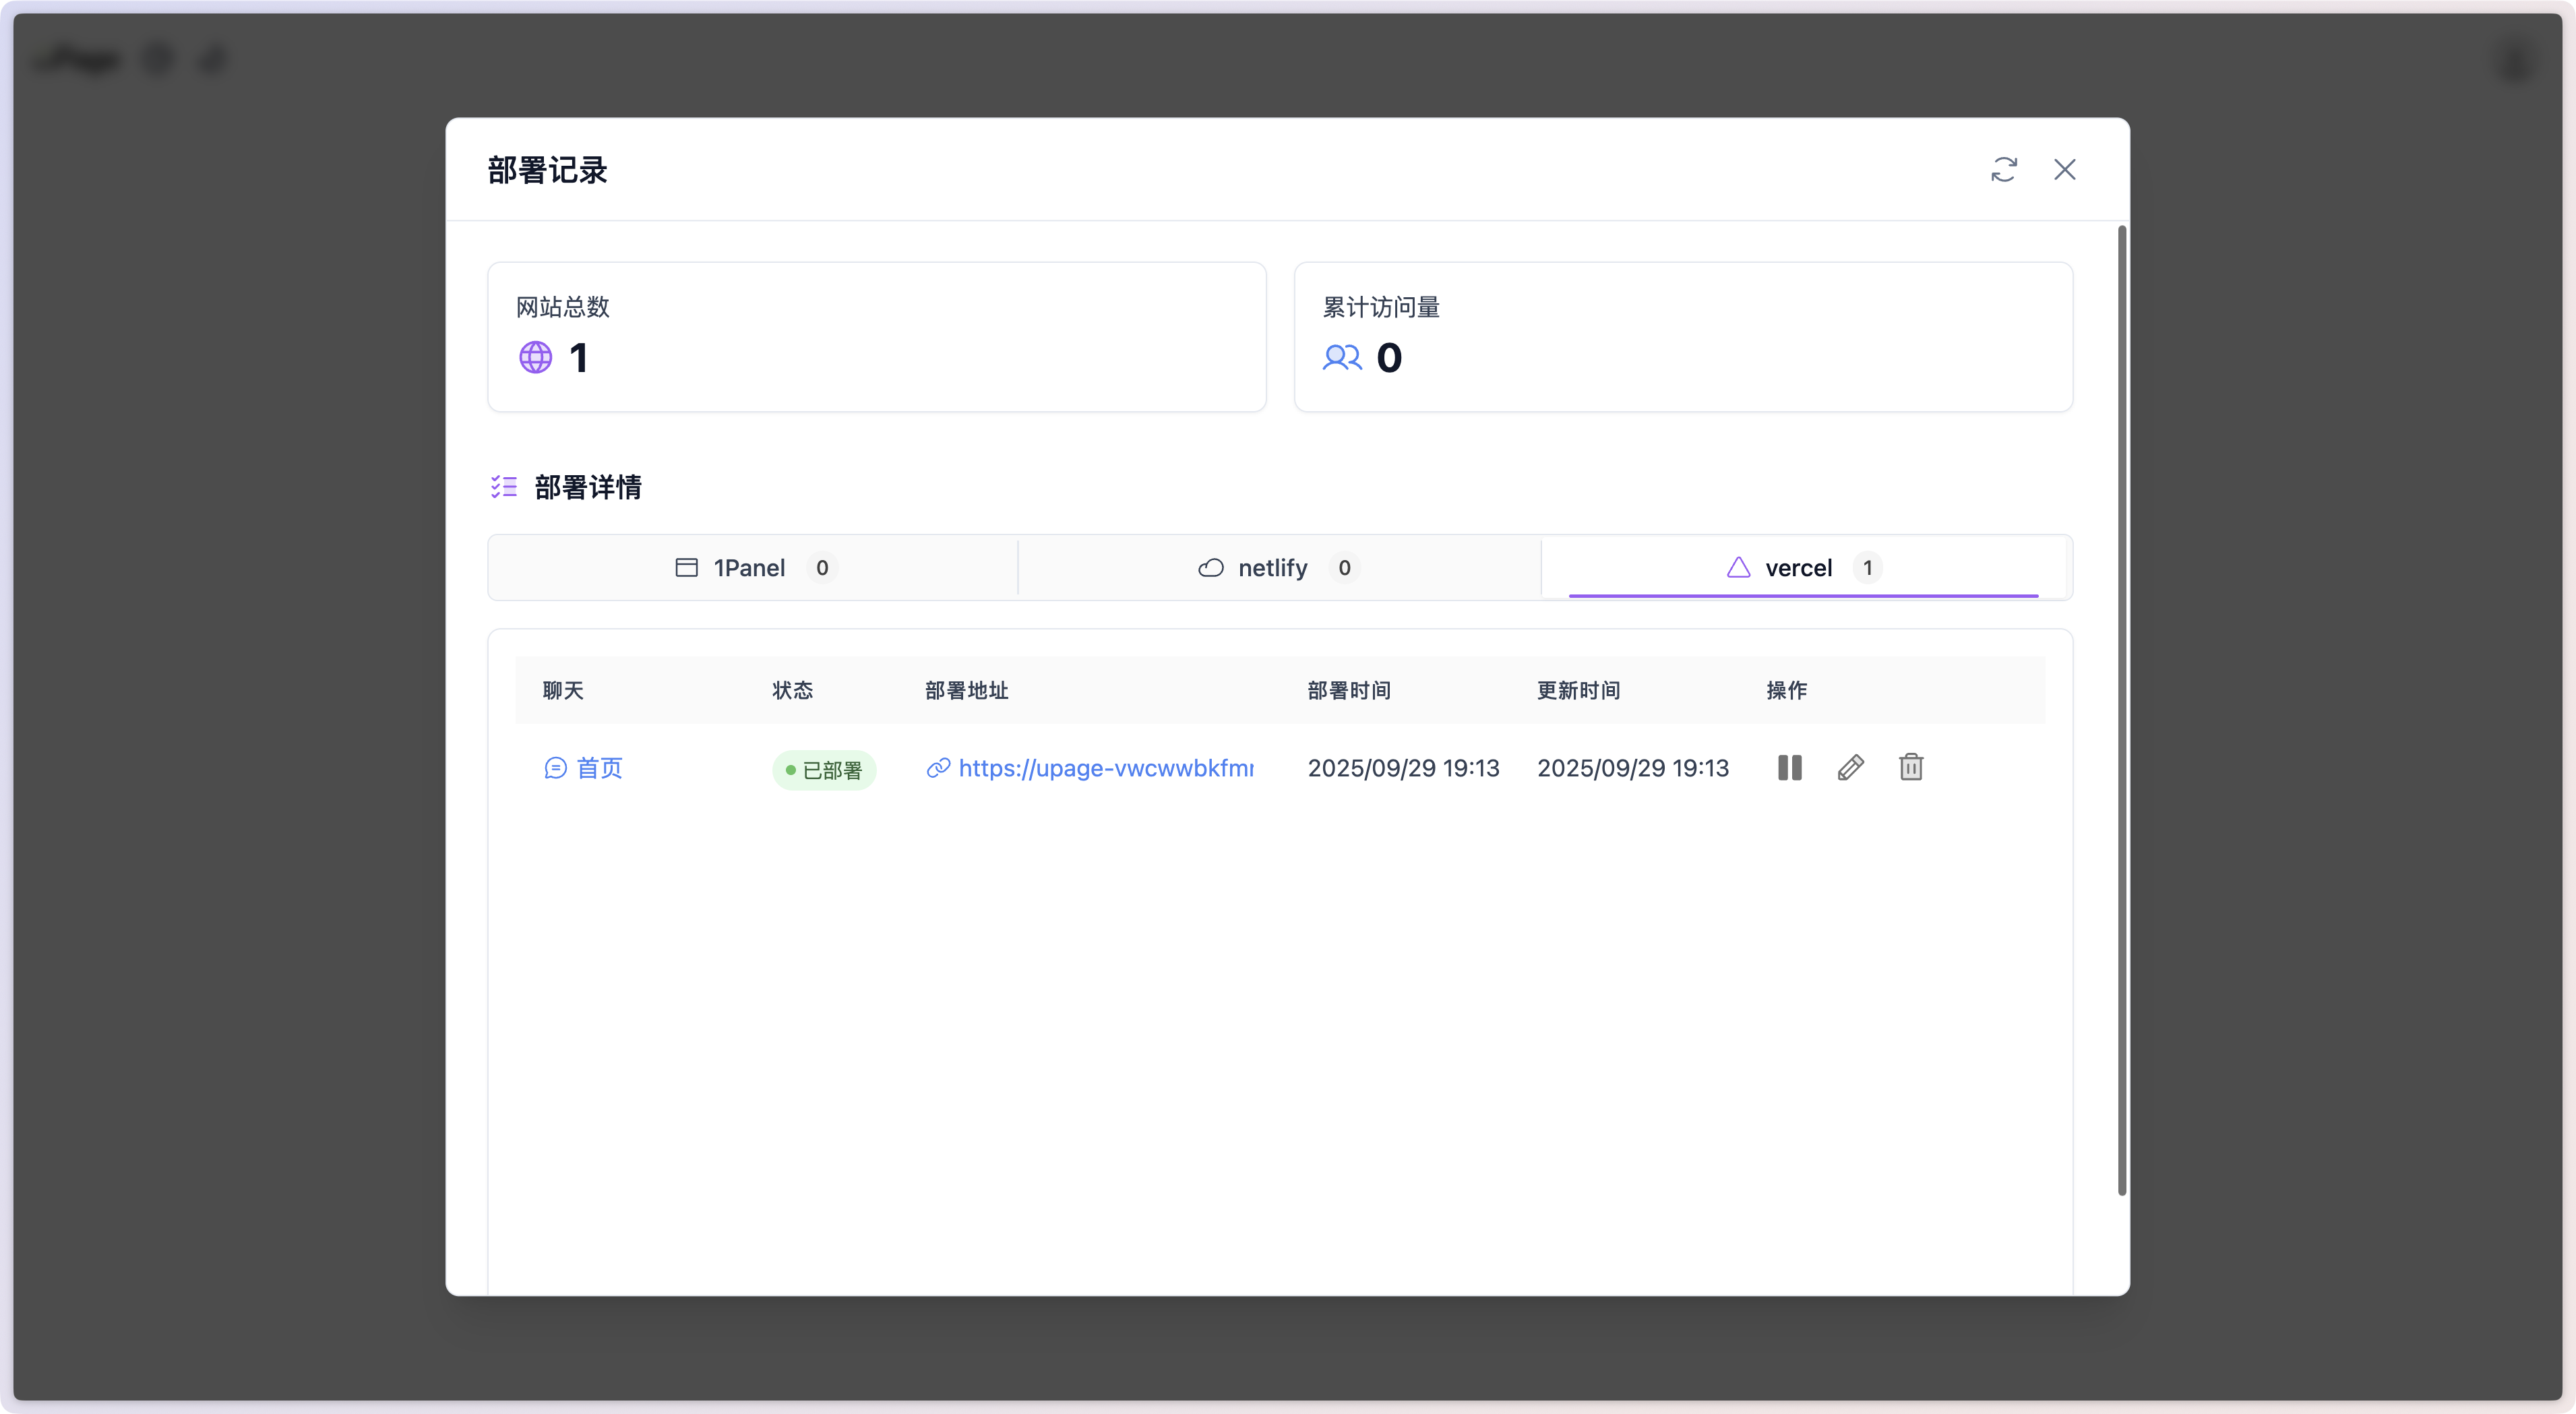 部署记录
网站总数
1
累计访问量
0
部署详情
1Panel 0
netlify 0
vercel 1
聊天 状态 部署地址 部署时间 更新时间 操作
首页 已部署 https://upage-vwcwwbkfmr 2025/09/29 19:13 2025/09/29 19:13